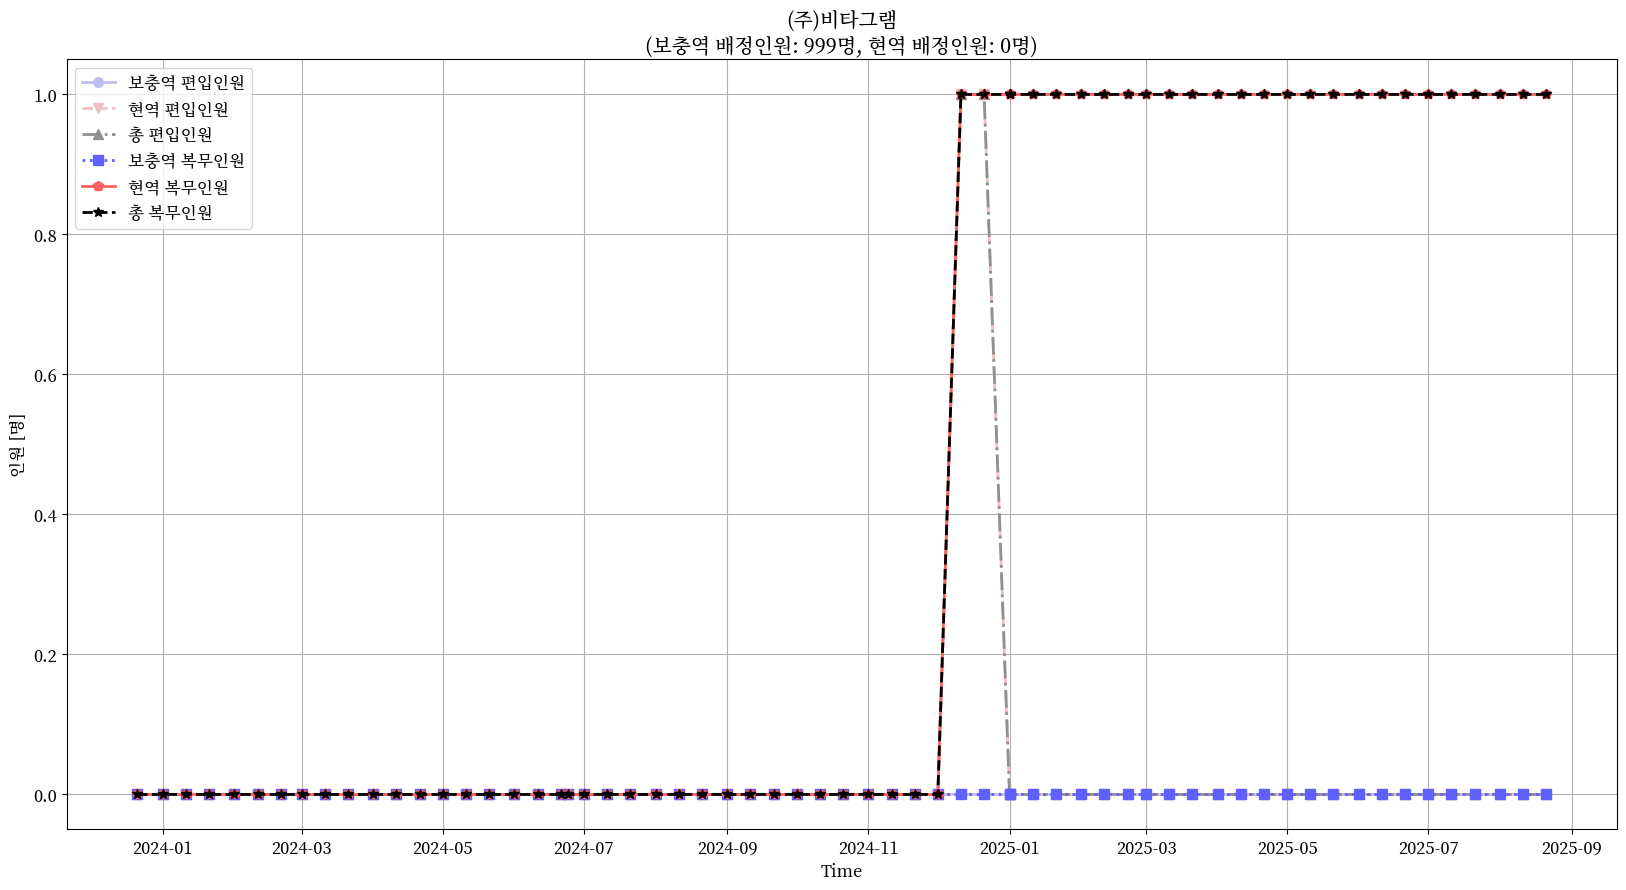 (주)비타그램
(보충역 배정인원: 999명, 현역 배정인원: 0명)
보충역 편입인원
현역 편입인원
총 편입인원
보충역 복무인원
현역 복무인원
총 복무인원
인원 [명]
1.0
0.8
0.6
0.4
0.2
0.0
2024-01
2024-03
2024-05
2024-07
2024-09
2024-11
2025-01
2025-03
2025-05
2025-07
2025-09
Time